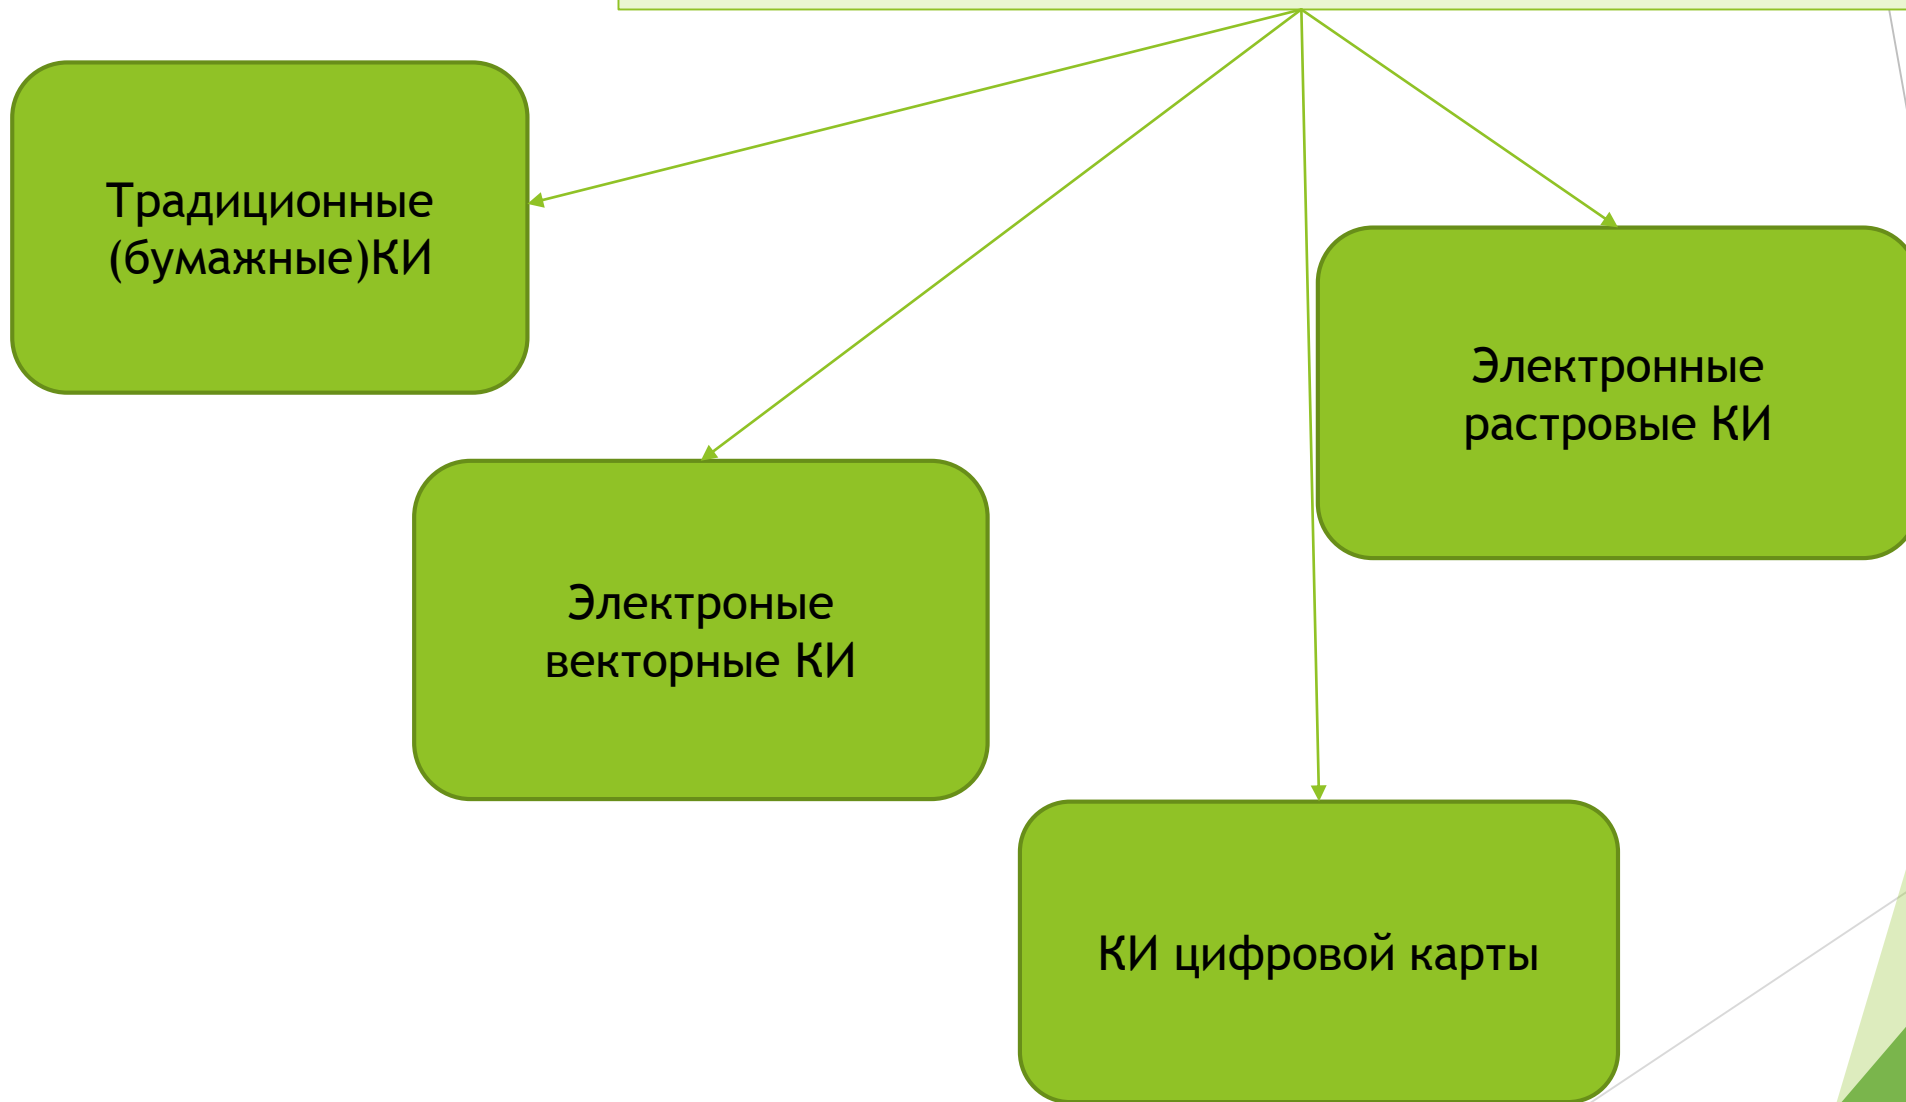 Традиционные
(бумажные)КИ
Электронные
растровые КИ
Электроные
векторные КИ
КИ цифровой карты